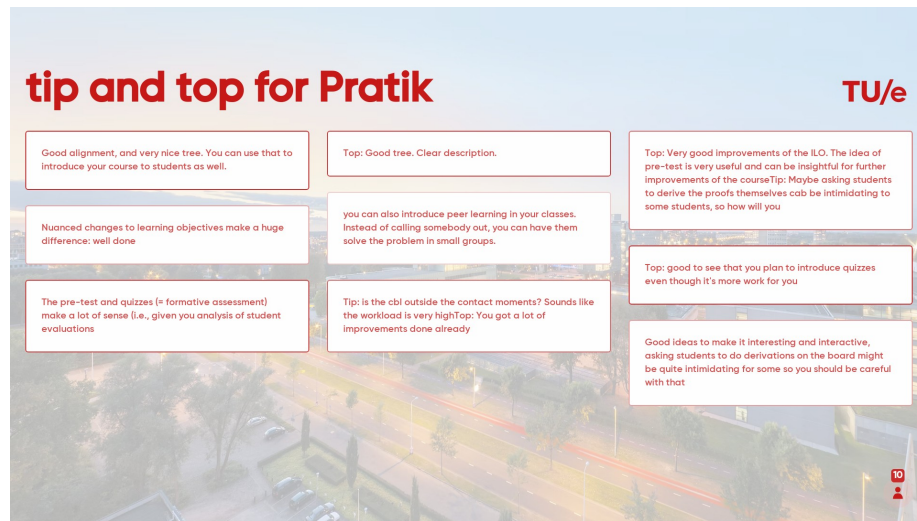 tip and top for Pratik
TU/e
Good alignment, and very nice tree. You can use that to
introduce your course to students as well.
Nuanced changes to learning objectives make a huge
difference: well done
The pre-test and quizzes (= formative assessment)
make a lot of sense (i.e., given you analysis of student
evaluations
Top: Good tree. Clear description.
you can also introduce peer learning in your classes.
Instead of calling somebody out, you can have them
solve the problem in small groups.
Tip: is the cbl outside the contact moments? Sounds like
the workload is very highTop: You got a lot of
improvements done already
Top: Very good improvements of the ILO. The idea of
pre-test is very useful and can be insightful for further
improvements of the courseTip: Maybe asking students
to derive the proofs themselves cab be intimidating to
some students, so how will you
Top: good to see that you plan to introduce quizzes
even though it's more work for you
Good ideas to make it interesting and interactive,
asking students to do derivations on the board might
be quite intimidating for some so you should be careful
with that
10